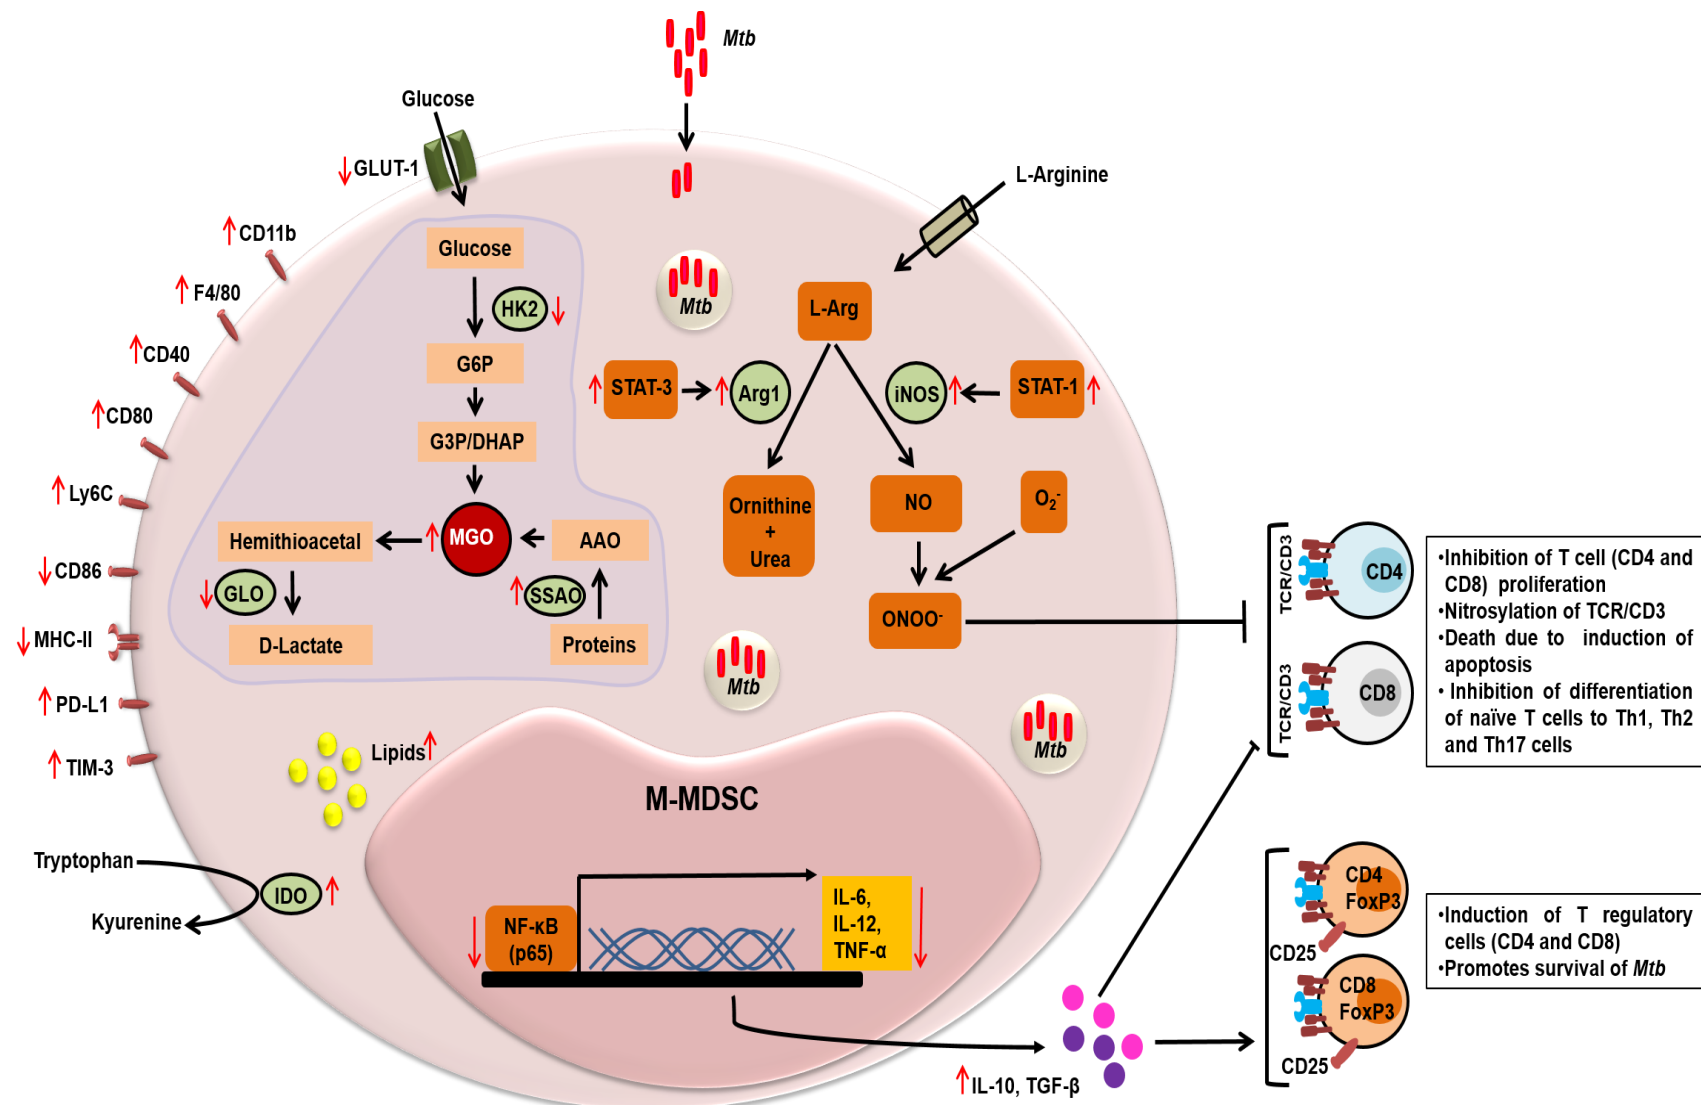 Mtb
Glucose
GLUT-1
L-Arginine
CD11b
F4/80
CD40
CD80
Ly6C
CD86
MHC-II
PD-L1
TIM-3
Glucose
HK2
G6P
G3P/DHAP
MGO
Hemithioacetal
AAO
GLO
SSAO
D-Lactate
Proteins
Mtb
L-Arg
STAT-3
Arg1
iNOS
STAT-1
Ornithine
+
Urea
NO
O₂⁻
ONOO⁻
Mtb
Mtb
Lipids
M-MDSC
Tryptophan
IDO
Kyurenine
NF-κB
(p65)
IL-6,
IL-12,
TNF-α
IL-10, TGF-β
TCR/CD3
CD4
TCR/CD3
CD8
•Inhibition of T cell (CD4 and
CD8) proliferation
•Nitrosylation of TCR/CD3
•Death due to induction of
apoptosis
• Inhibition of differentiation
of naïve T cells to Th1, Th2
and Th17 cells
CD4
FoxP3
CD25
CD8
FoxP3
CD25
•Induction of T regulatory
cells (CD4 and CD8)
•Promotes survival of Mtb